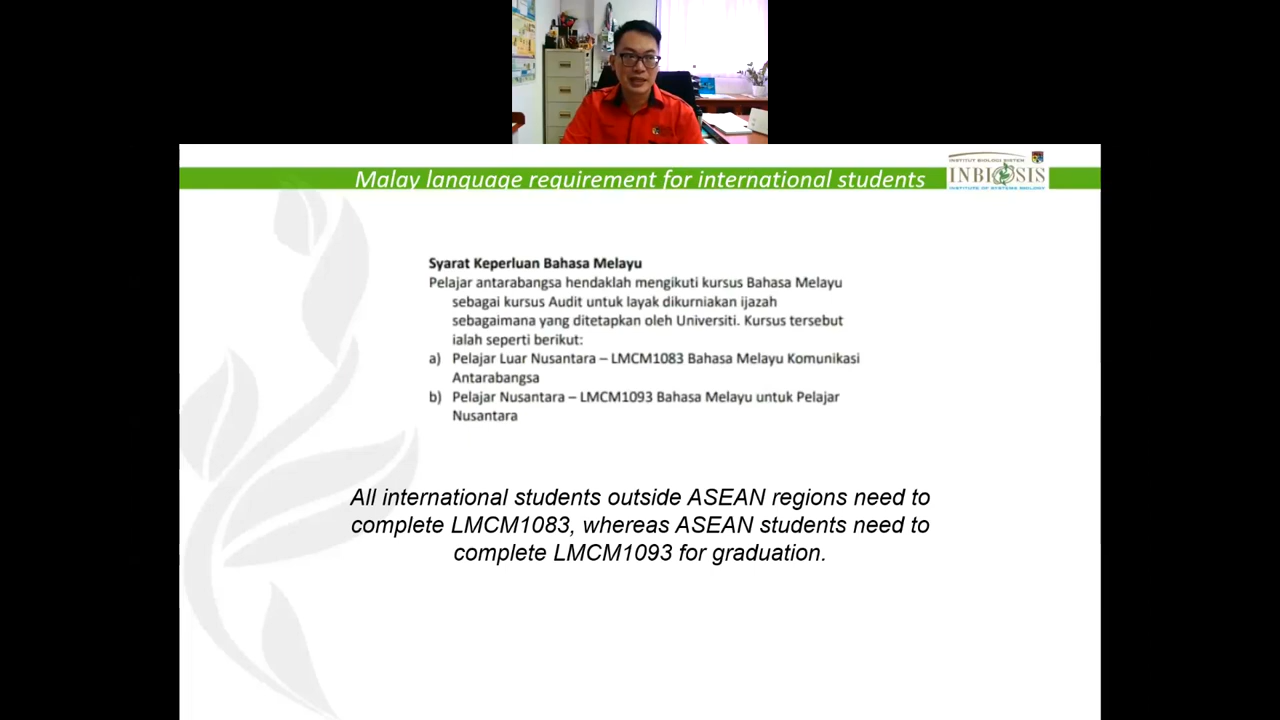 Malay language requirement for international students
INSTITUT BIOLOGI SISTEM
INBIOSIS
INSTITUTE OF SYSTEMS BIOLOGY
Syarat Keperluan Bahasa Melayu
Pelajar antarabangsa hendaklah mengikuti kursus Bahasa Melayu
sebagai kursus Audit untuk layak dikurniakan ijazah
sebagaimana yang ditetapkan oleh Universiti. Kursus tersebut
ialah seperti berikut:
a) Pelajar Luar Nusantara – LMCM1083 Bahasa Melayu Komunikasi
Antarabangsa
b) Pelajar Nusantara – LMCM1093 Bahasa Melayu untuk Pelajar
Nusantara
All international students outside ASEAN regions need to
complete LMCM1083, whereas ASEAN students need to
complete LMCM1093 for graduation.